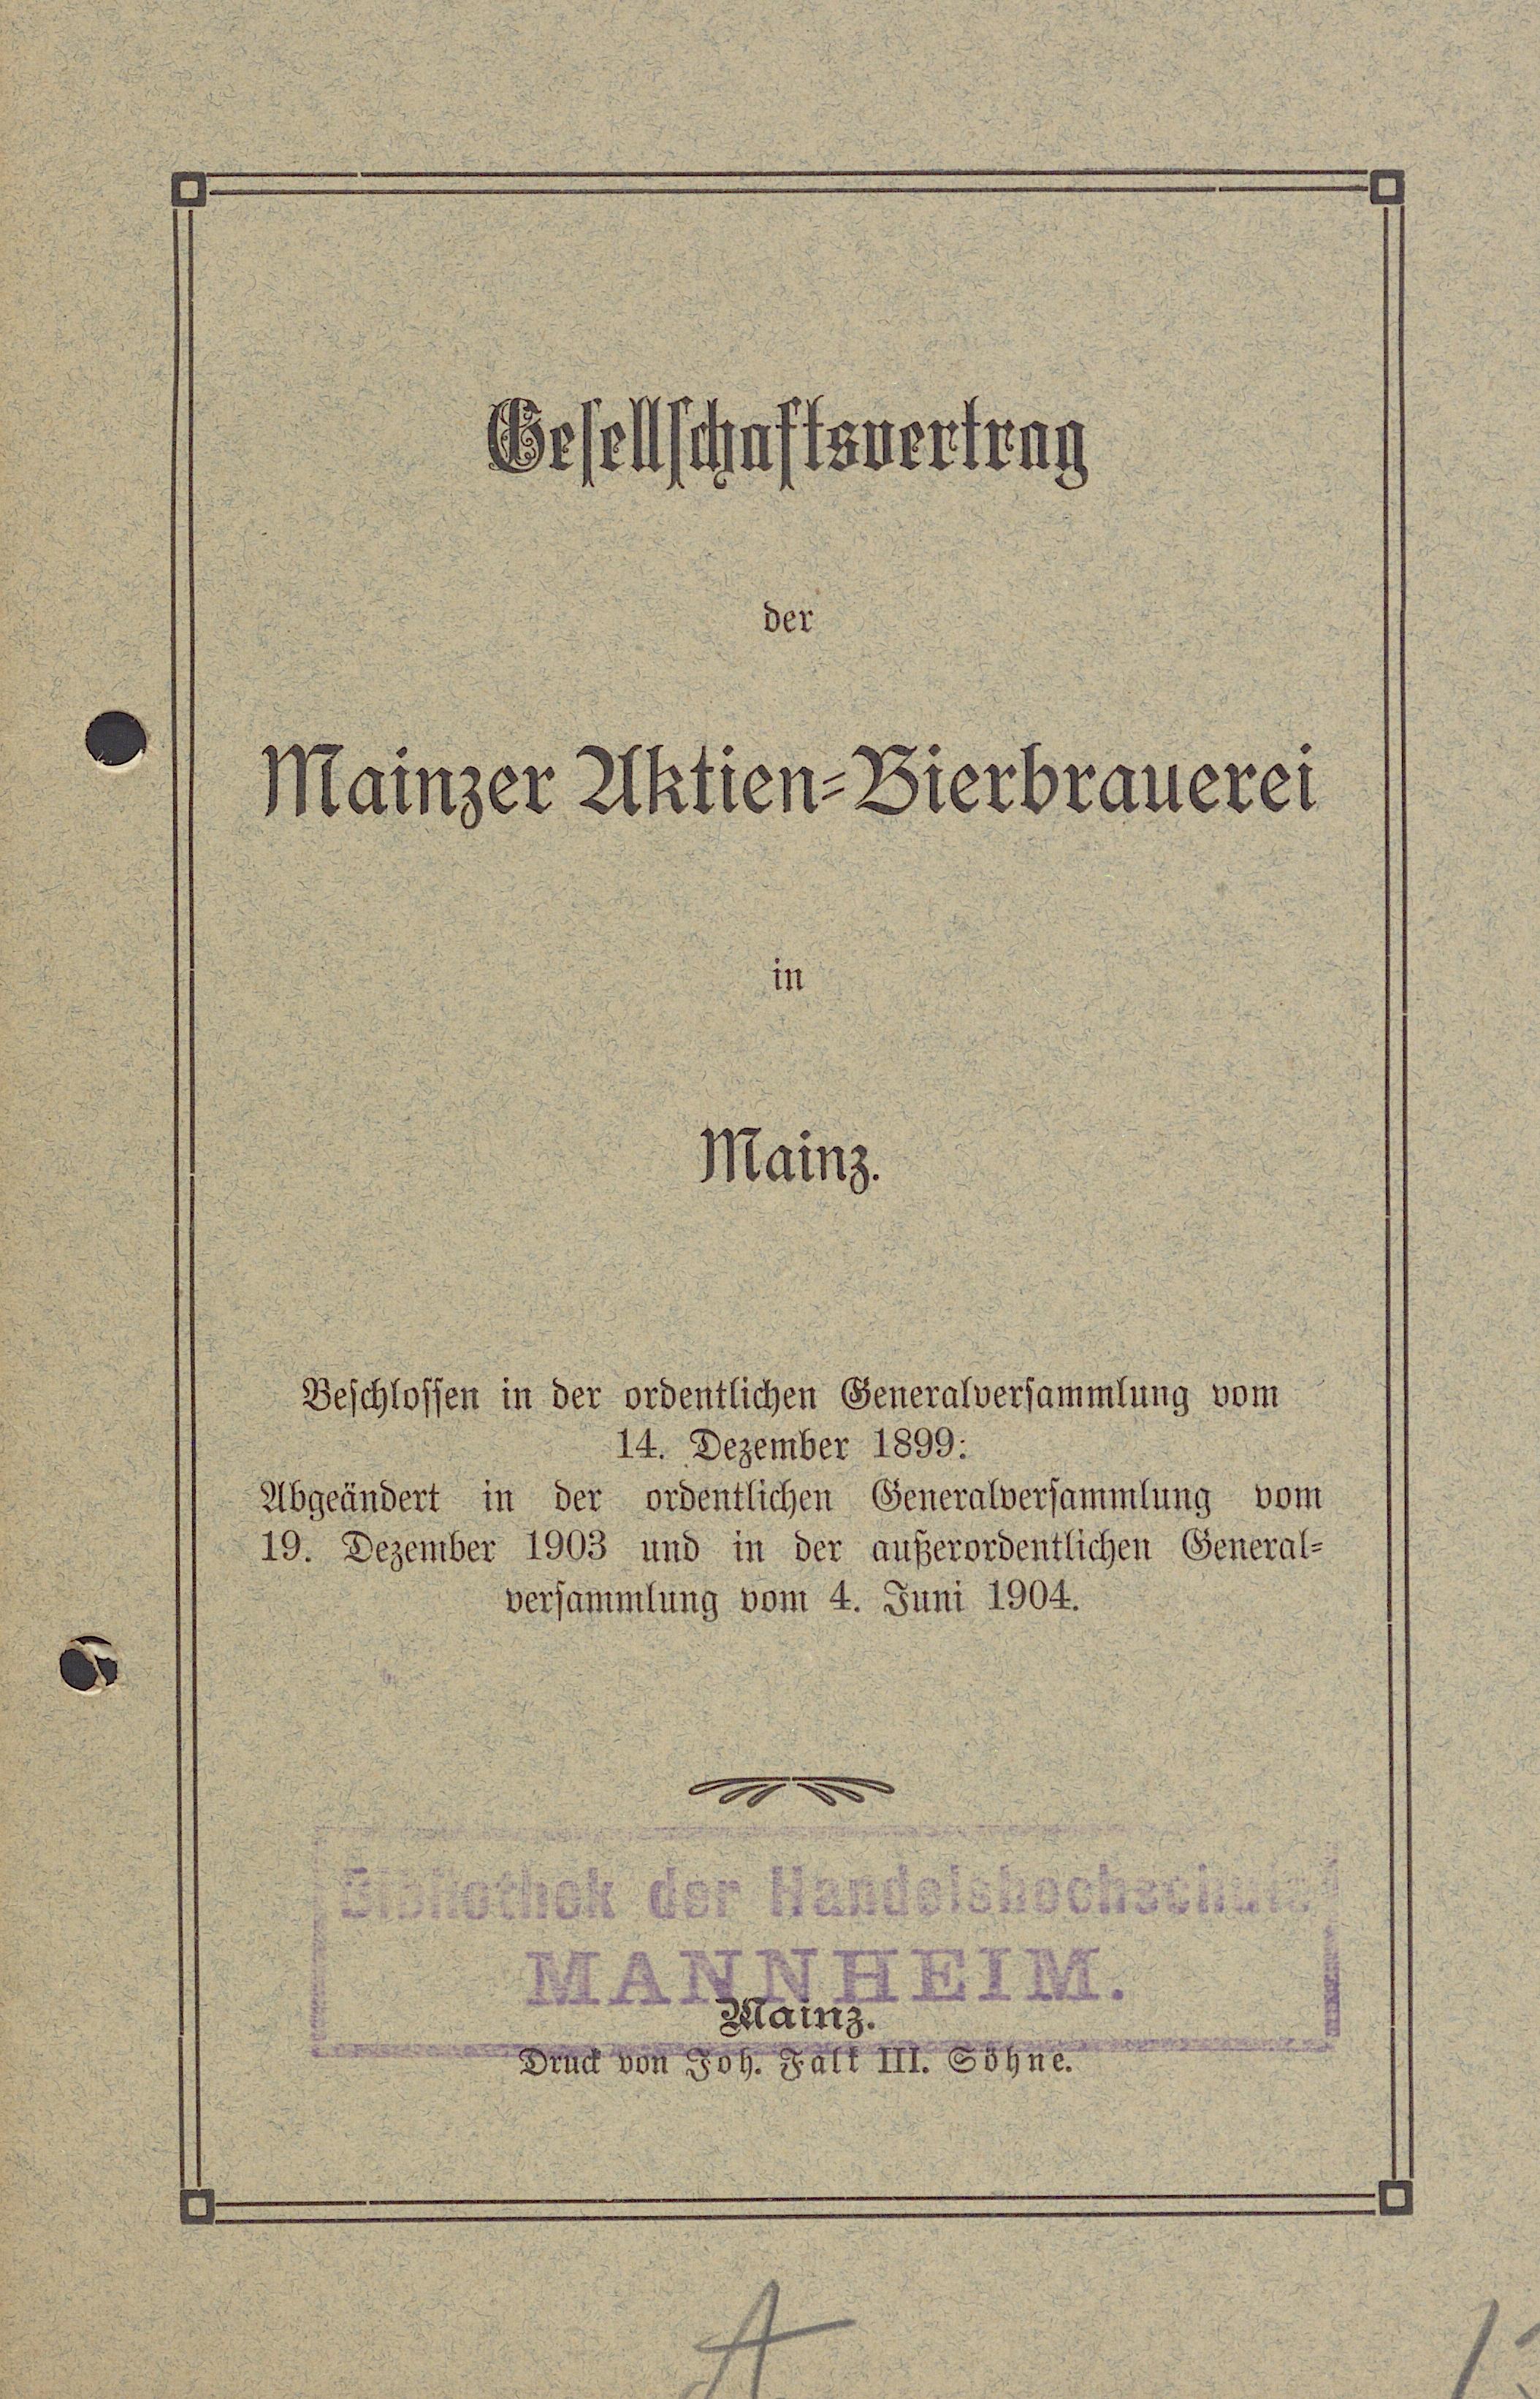 Gesellschaftsvertrag
der
Mainzer Aktien-Bierbrauerei
in
Mainz.
Beschlossen in der ordentlichen Generalversammlung vom
14. Dezember 1899:
Abgeändert in der ordentlichen Generalversammlung vom
19. Dezember 1903 und in der außerordentlichen General-
versammlung vom 4. Juni 1904.
Bibliothek der Handelshochschule
MANNHEIM.
Mainz.
Druck von Joh. Falk III. Söhne.
A